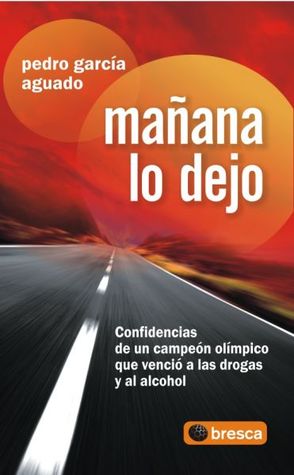 pedro garcía
aguado
mañana
lo dejo
Confidencias
de un campeón olímpico
que venció a las drogas
y al alcohol
bresca